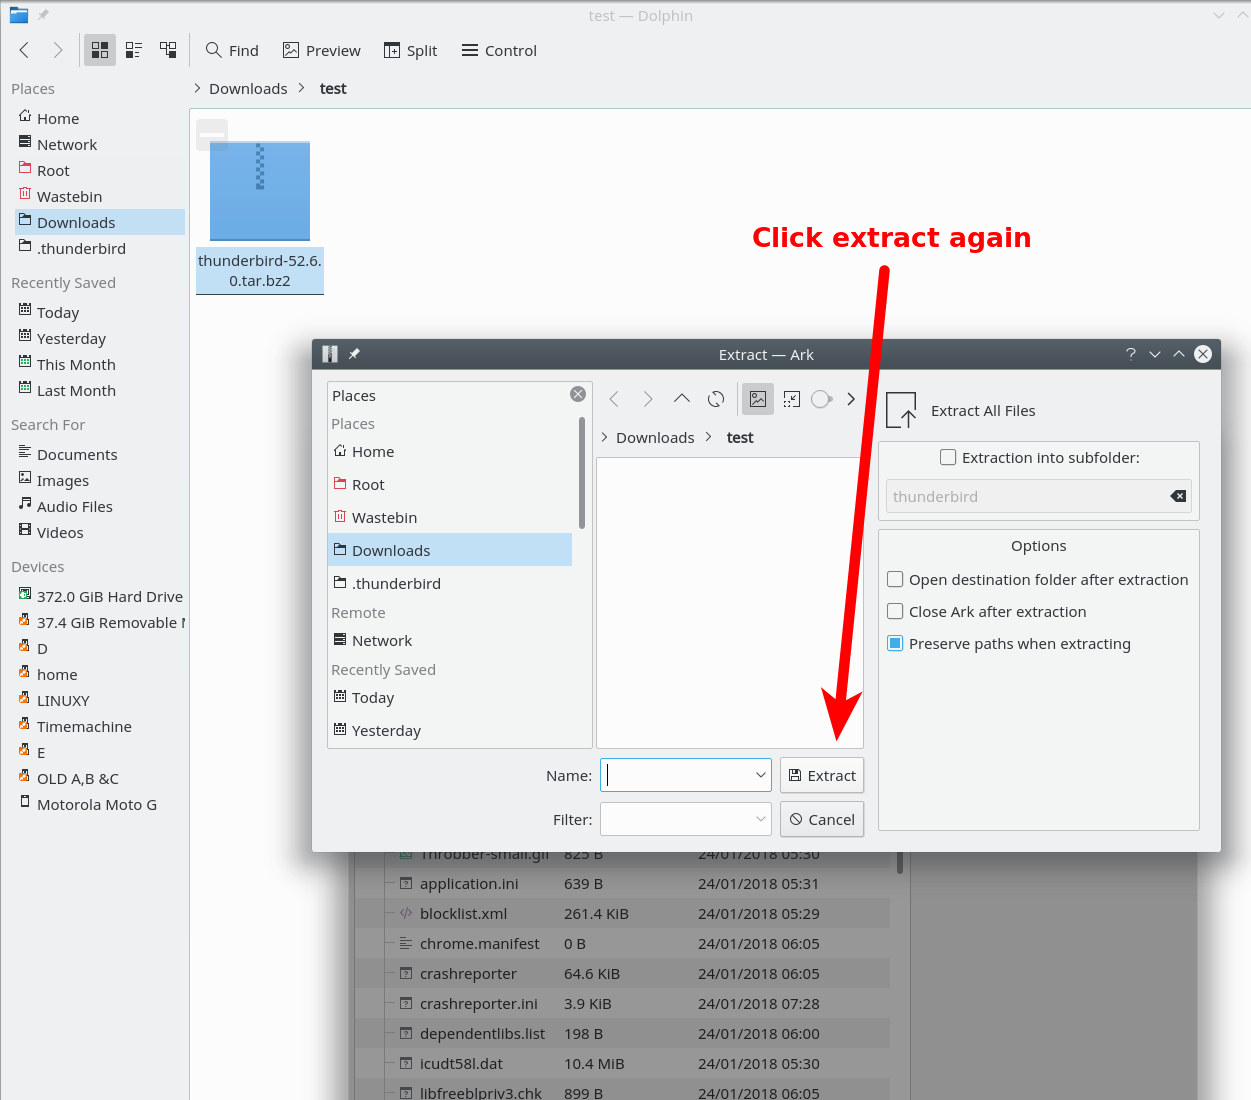 test — Dolphin
Find
Preview
Split
Control
Places
Downloads
test
Home
Network
Root
Wastebin
Downloads
.thunderbird
thunderbird-52.6.
0.tar.bz2
Click extract again
Recently Saved
Today
Yesterday
This Month
Last Month
Search For
Documents
Images
Audio Files
Videos
Devices
372.0 GiB Hard Drive
37.4 GiB Removable
D
home
LINUXY
Timemachine
E
OLD A,B &C
Motorola Moto G
Extract — Ark
?
Places
Places
Home
Root
Wastebin
Downloads
.thunderbird
Remote
Network
Recently Saved
Today
Yesterday
Downloads
test
Extract All Files
Extraction into subfolder:
thunderbird
Options
Open destination folder after extraction
Close Ark after extraction
Preserve paths when extracting
Name:
Extract
Filter:
Cancel
Throbber-small.gif 825 B 24/01/2018 05:30
application.ini 639 B 24/01/2018 05:31
blocklist.xml 261.4 KiB 24/01/2018 05:29
chrome.manifest 0 B 24/01/2018 06:05
crashreporter 64.6 KiB 24/01/2018 06:05
crashreporter.ini 3.9 KiB 24/01/2018 07:28
dependentlibs.list 198 B 24/01/2018 06:00
icudt58l.dat 10.4 MiB 24/01/2018 05:30
libfreeblpriv3.chk 899 B 24/01/2018 06:05